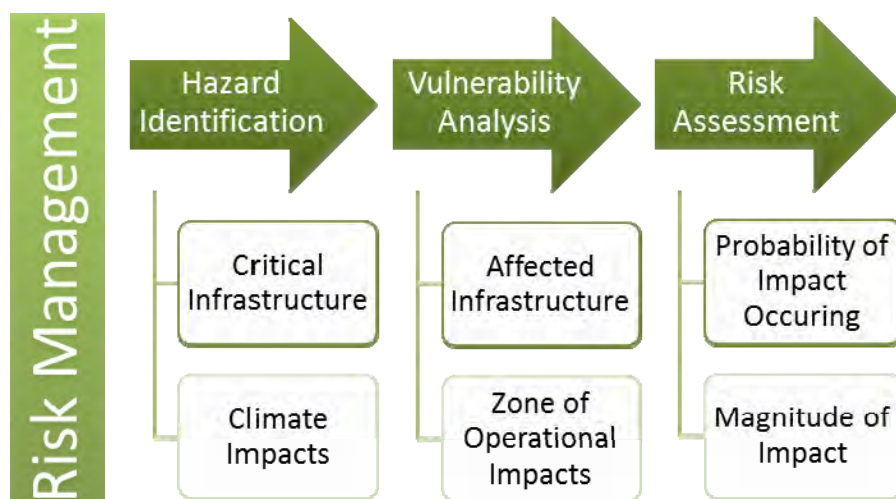 Risk Management
Hazard
Identification
Critical
Infrastructure
Climate
Impacts
Vulnerability
Analysis
Affected
Infrastructure
Zone of
Operational
Impacts
Risk
Assessment
Probability of
Impact
Occuring
Magnitude of
Impact